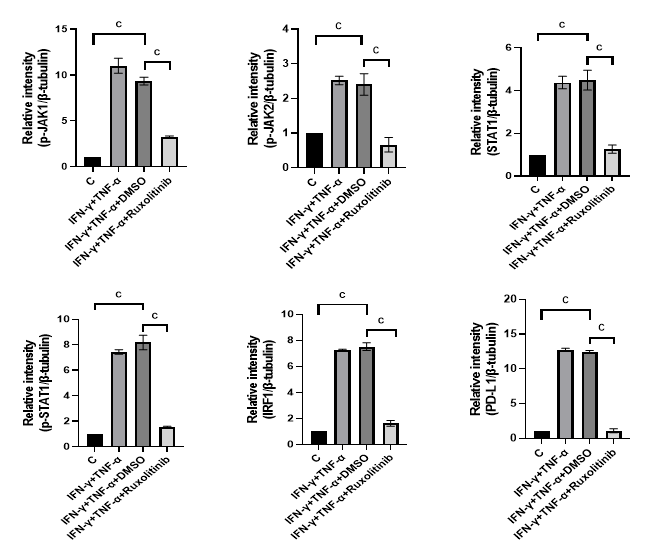 Relative intensity
(p-JAK1/β-tubulin)
15
10
5
0
c
c
C
IFN-γ+TNF-α
IFN-γ+TNF-α+DMSO
IFN-γ+TNF-α+Ruxolitinib
Relative intensity
(p-JAK2/β-tubulin)
4
3
2
1
0
c
c
C
IFN-γ+TNF-α
IFN-γ+TNF-α+DMSO
IFN-γ+TNF-α+Ruxolitinib
Relative intensity
(STAT1/β-tubulin)
6
4
2
0
c
c
C
IFN-γ+TNF-α
IFN-γ+TNF-α+DMSO
IFN-γ+TNF-α+Ruxolitinib
Relative intensity
(p-STAT1/β-tubulin)
10
8
6
4
2
0
c
c
C
IFN-γ+TNF-α
IFN-γ+TNF-α+DMSO
IFN-γ+TNF-α+Ruxolitinib
Relative intensity
(IRF1/β-tubulin)
10
8
6
4
2
0
c
c
C
IFN-γ+TNF-α
IFN-γ+TNF-α+DMSO
IFN-γ+TNF-α+Ruxolitinib
Relative intensity
(PD-L1/β-tubulin)
20
15
10
5
0
c
c
C
IFN-γ+TNF-α
IFN-γ+TNF-α+DMSO
IFN-γ+TNF-α+Ruxolitinib